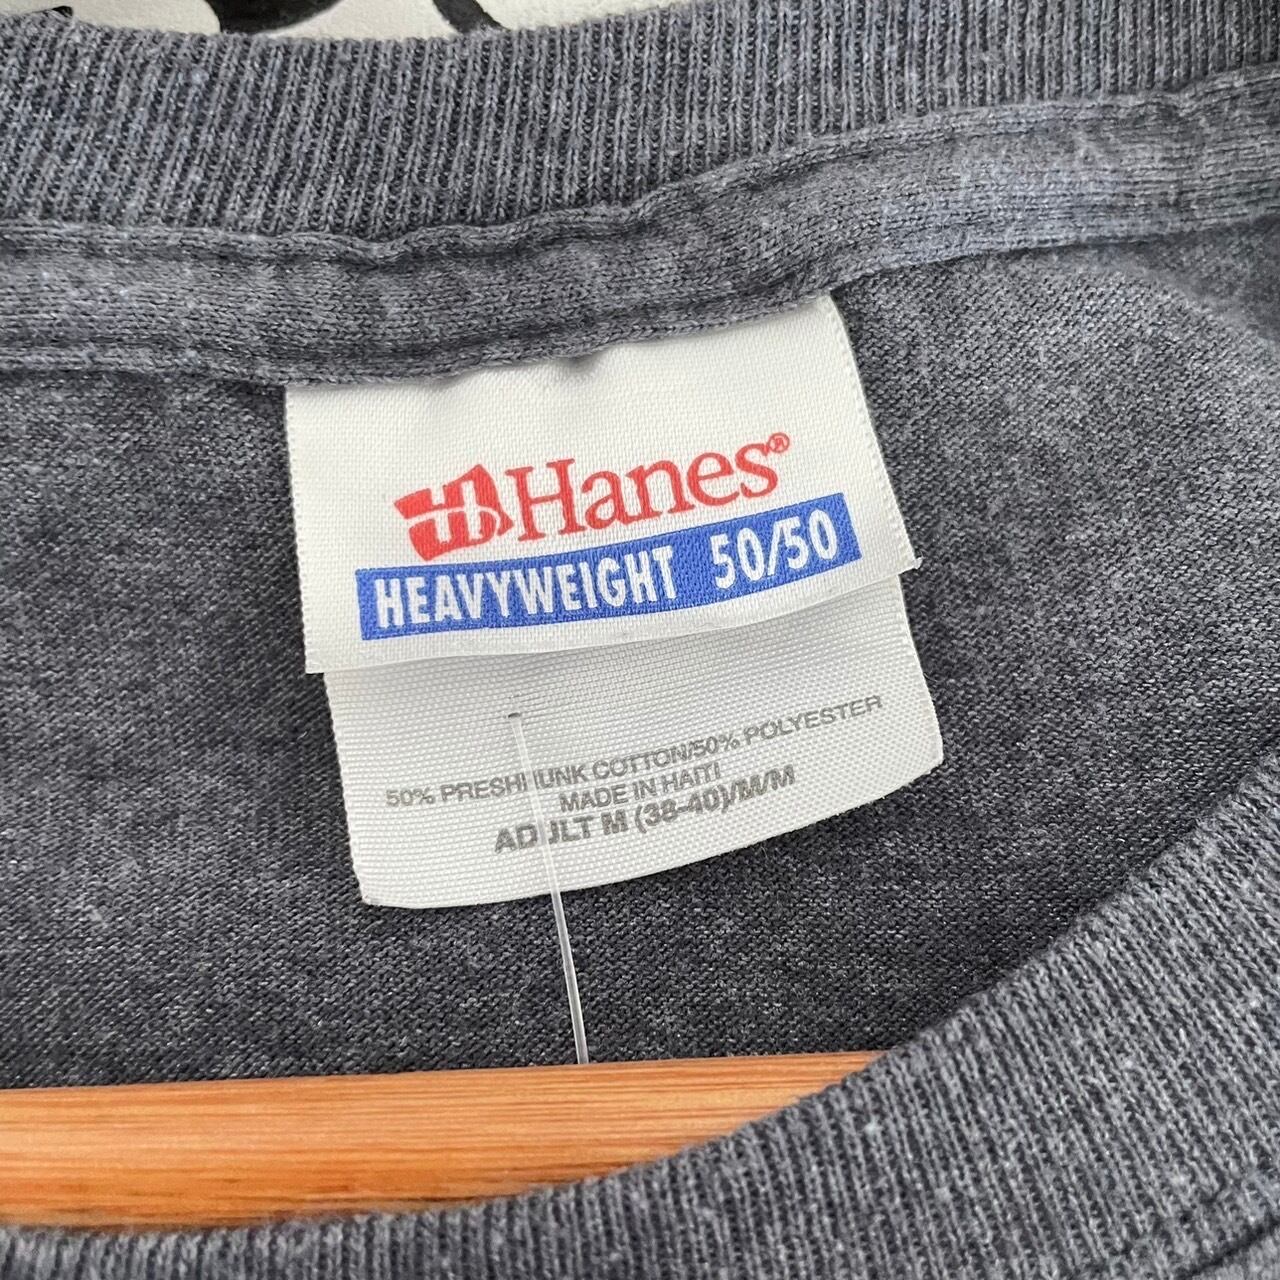 Hanes®
HEAVYWEIGHT 50/50
50% PRESHRUNK COTTON/50% POLYESTER
MADE IN HAITI
ADULT M (38-40)/M/M